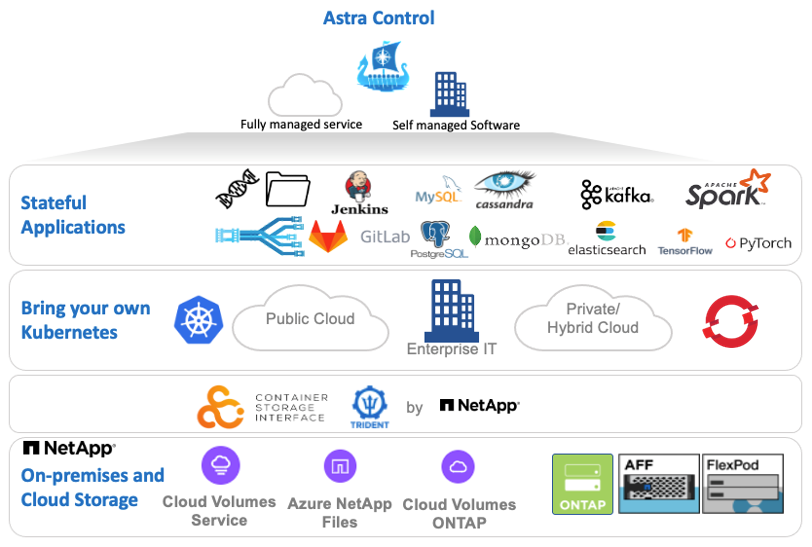 Astra Control
Fully managed service
Self managed Software
Stateful
Applications
Jenkins
MySQL
cassandra
kafka
APACHE
Spark
GitLab
PostgreSQL
mongoDB
elasticsearch
TensorFlow
PyTorch
Bring your own
Kubernetes
Public Cloud
Enterprise IT
Private/
Hybrid Cloud
CONTAINER
STORAGE
INTERFACE
TRIDENT
by
NetApp
NetApp
On-premises and
Cloud Storage
Cloud Volumes
Service
Azure NetApp
Files
Cloud Volumes
ONTAP
ONTAP
AFF
FlexPod